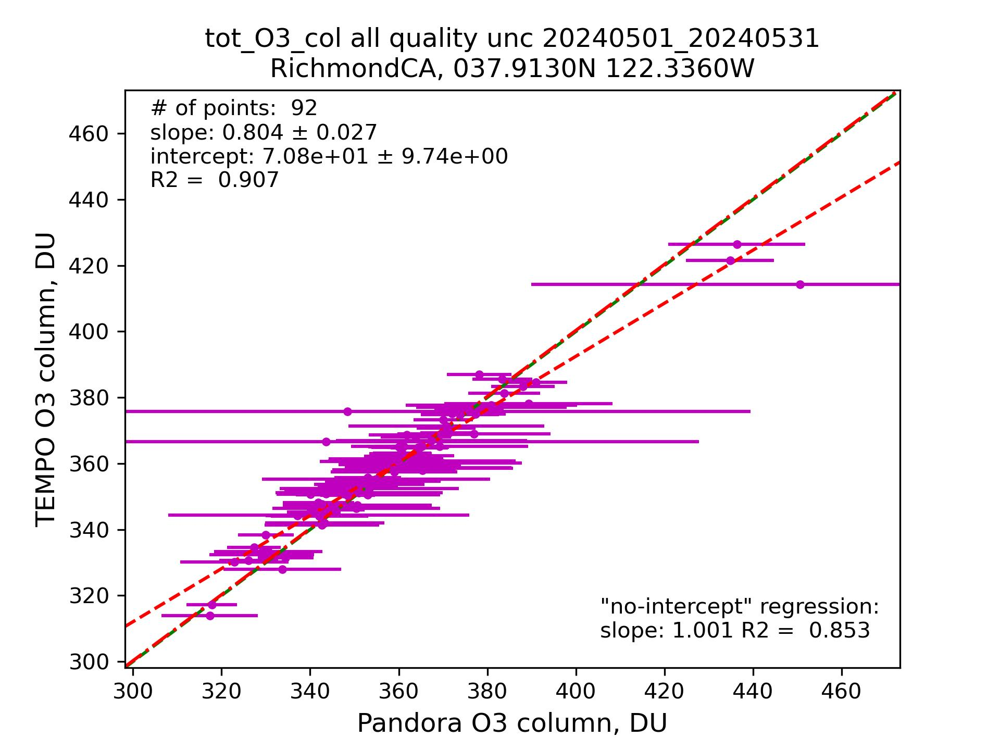 tot_O3_col all quality unc 20240501_20240531
RichmondCA, 037.9130N 122.3360W
# of points:  92
slope: 0.804 ± 0.027
intercept: 7.08e+01 ± 9.74e+00
R2 =  0.907
460
440
420
400
380
360
340
320
300
TEMPO O3 column, DU
"no-intercept" regression:
slope: 1.001 R2 =  0.853
300 320 340 360 380 400 420 440 460
Pandora O3 column, DU